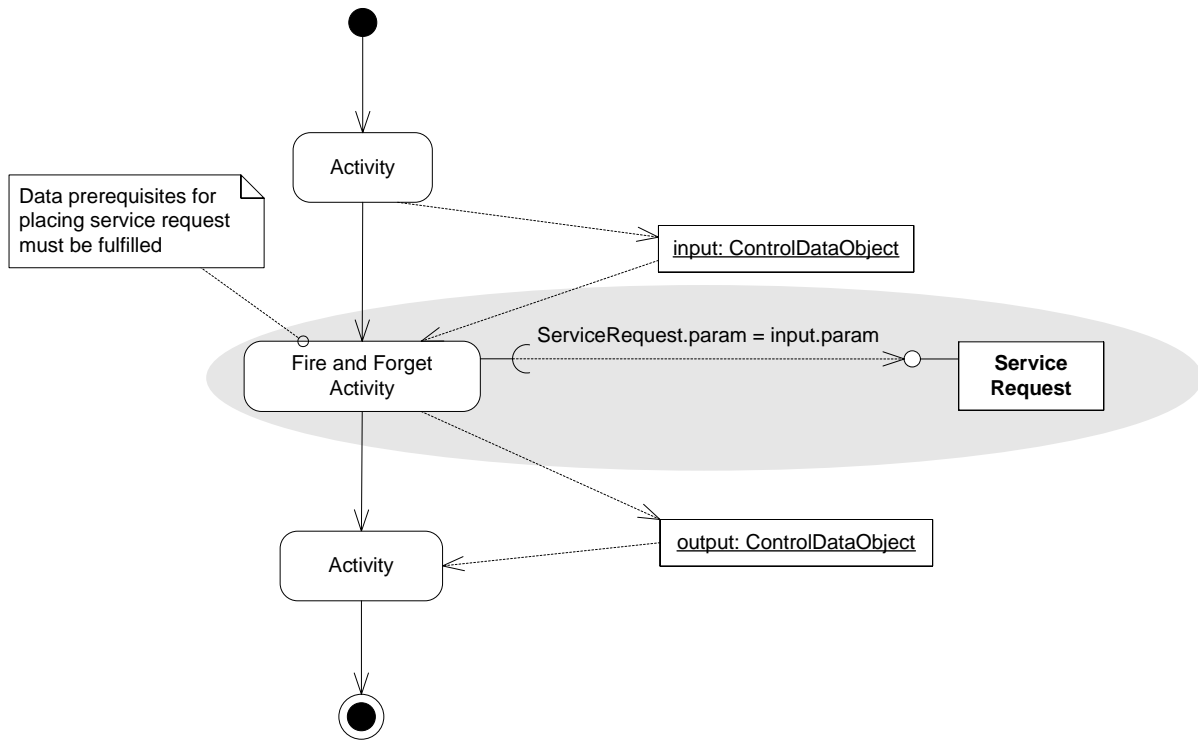 Activity
Data prerequisites for
placing service request
must be fulfilled
input: ControlDataObject
ServiceRequest.param = input.param
Fire and Forget
Activity
Service
Request
output: ControlDataObject
Activity